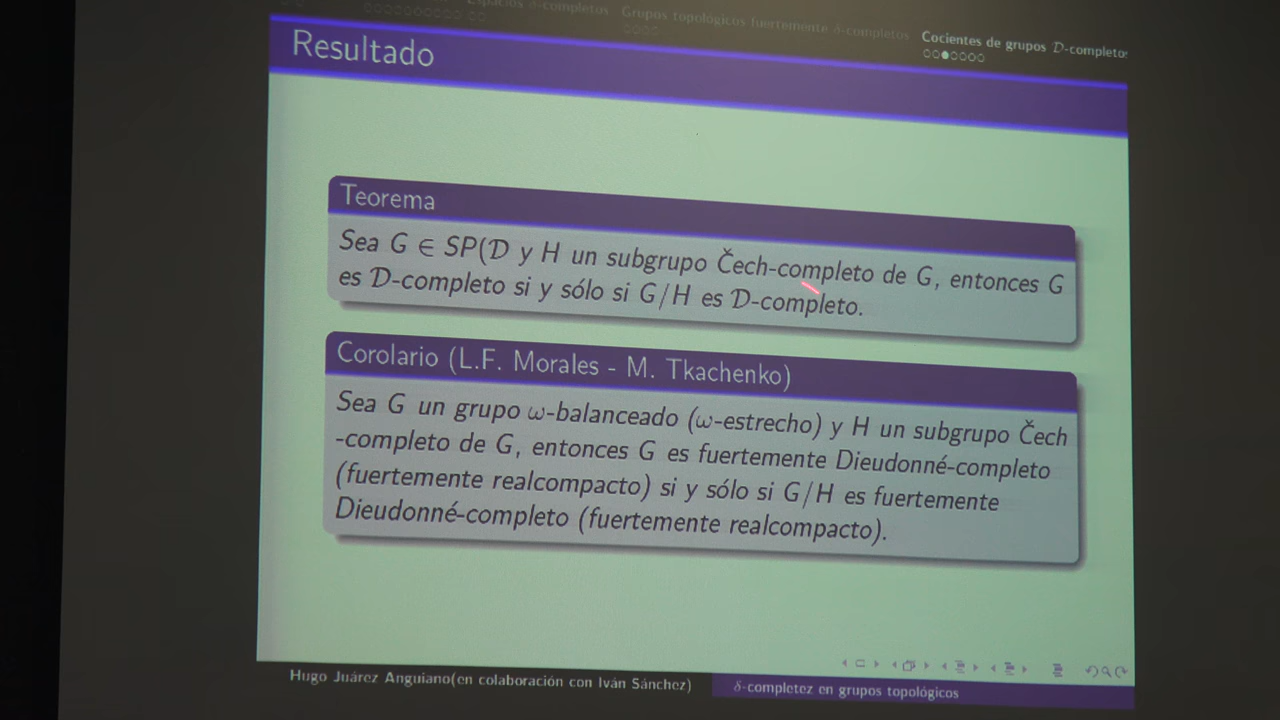 Espacios δ-completos
Grupos topológicos fuertemente δ-completos
Cocientes de grupos 𝒟-completos
Resultado
Teorema
Sea G ∈ SP(𝒟 y H un subgrupo Čech-completo de G, entonces G
es 𝒟-completo si y sólo si G/H es 𝒟-completo.
Corolario (L.F. Morales - M. Tkachenko)
Sea G un grupo ω-balanceado (ω-estrecho) y H un subgrupo Čech
-completo de G, entonces G es fuertemente Dieudonné-completo
(fuertemente realcompacto) si y sólo si G/H es fuertemente
Dieudonné-completo (fuertemente realcompacto).
Hugo Juárez Anguiano(en colaboración con Iván Sánchez)
δ-completez en grupos topológicos